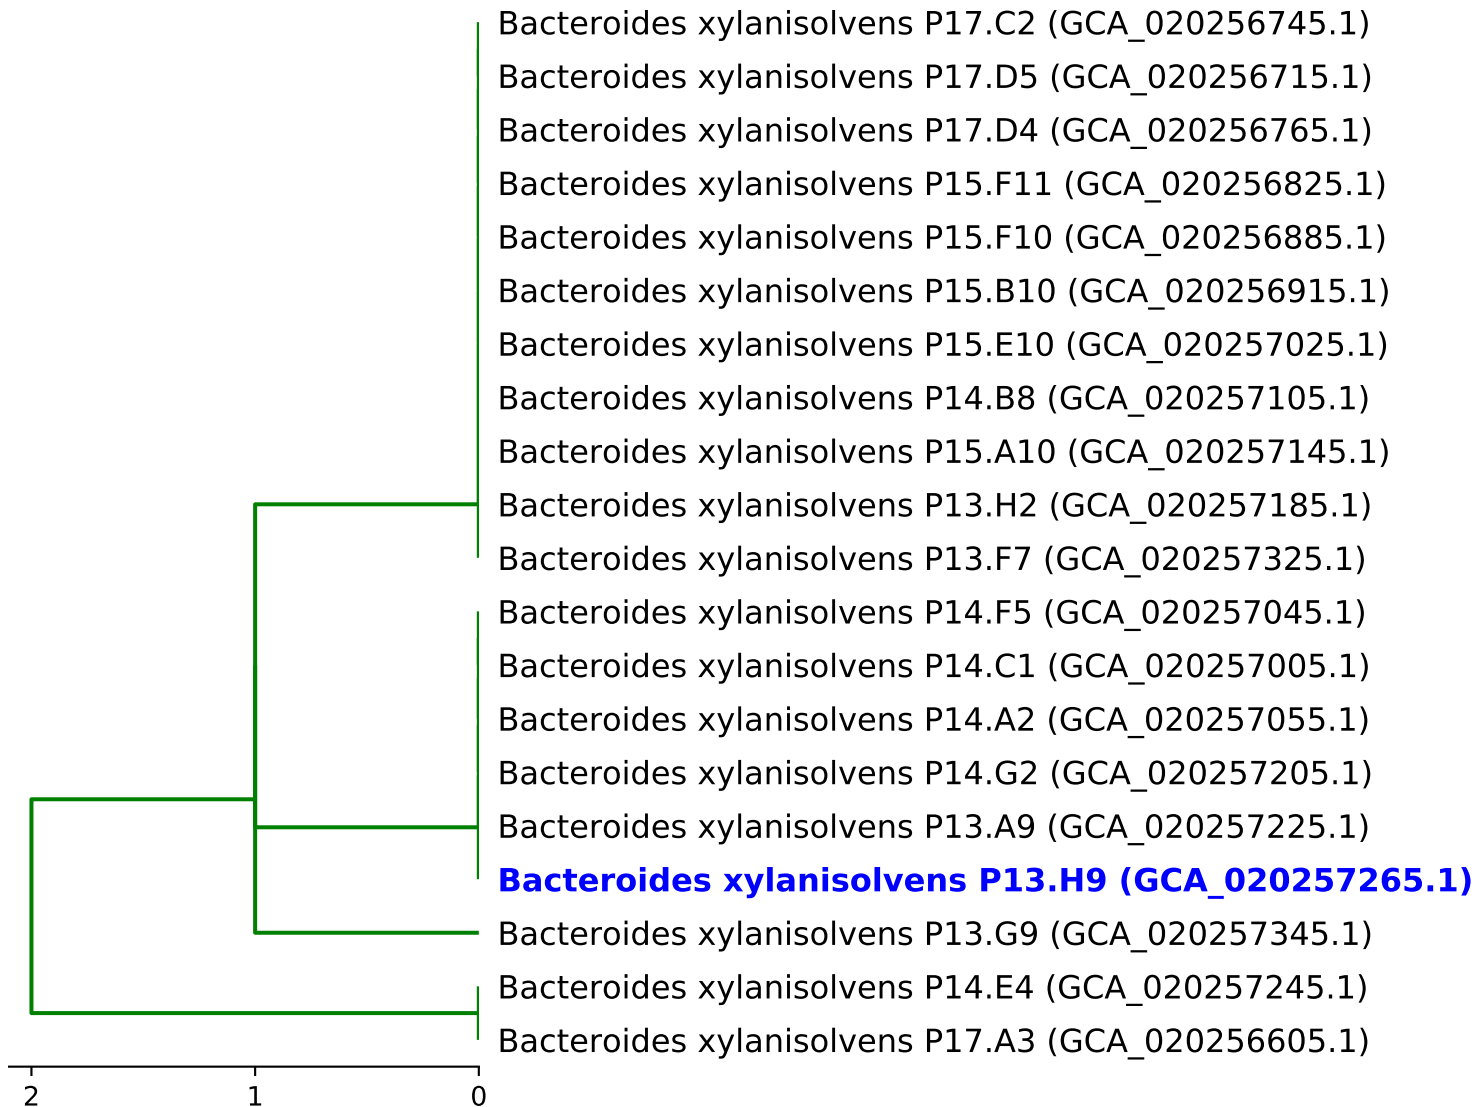 Bacteroides xylanisolvens P17.C2 (GCA_020256745.1)
Bacteroides xylanisolvens P17.D5 (GCA_020256715.1)
Bacteroides xylanisolvens P17.D4 (GCA_020256765.1)
Bacteroides xylanisolvens P15.F11 (GCA_020256825.1)
Bacteroides xylanisolvens P15.F10 (GCA_020256885.1)
Bacteroides xylanisolvens P15.B10 (GCA_020256915.1)
Bacteroides xylanisolvens P15.E10 (GCA_020257025.1)
Bacteroides xylanisolvens P14.B8 (GCA_020257105.1)
Bacteroides xylanisolvens P15.A10 (GCA_020257145.1)
Bacteroides xylanisolvens P13.H2 (GCA_020257185.1)
Bacteroides xylanisolvens P13.F7 (GCA_020257325.1)
Bacteroides xylanisolvens P14.F5 (GCA_020257045.1)
Bacteroides xylanisolvens P14.C1 (GCA_020257005.1)
Bacteroides xylanisolvens P14.A2 (GCA_020257055.1)
Bacteroides xylanisolvens P14.G2 (GCA_020257205.1)
Bacteroides xylanisolvens P13.A9 (GCA_020257225.1)
Bacteroides xylanisolvens P13.H9 (GCA_020257265.1)
Bacteroides xylanisolvens P13.G9 (GCA_020257345.1)
Bacteroides xylanisolvens P14.E4 (GCA_020257245.1)
Bacteroides xylanisolvens P17.A3 (GCA_020256605.1)
2 1 0